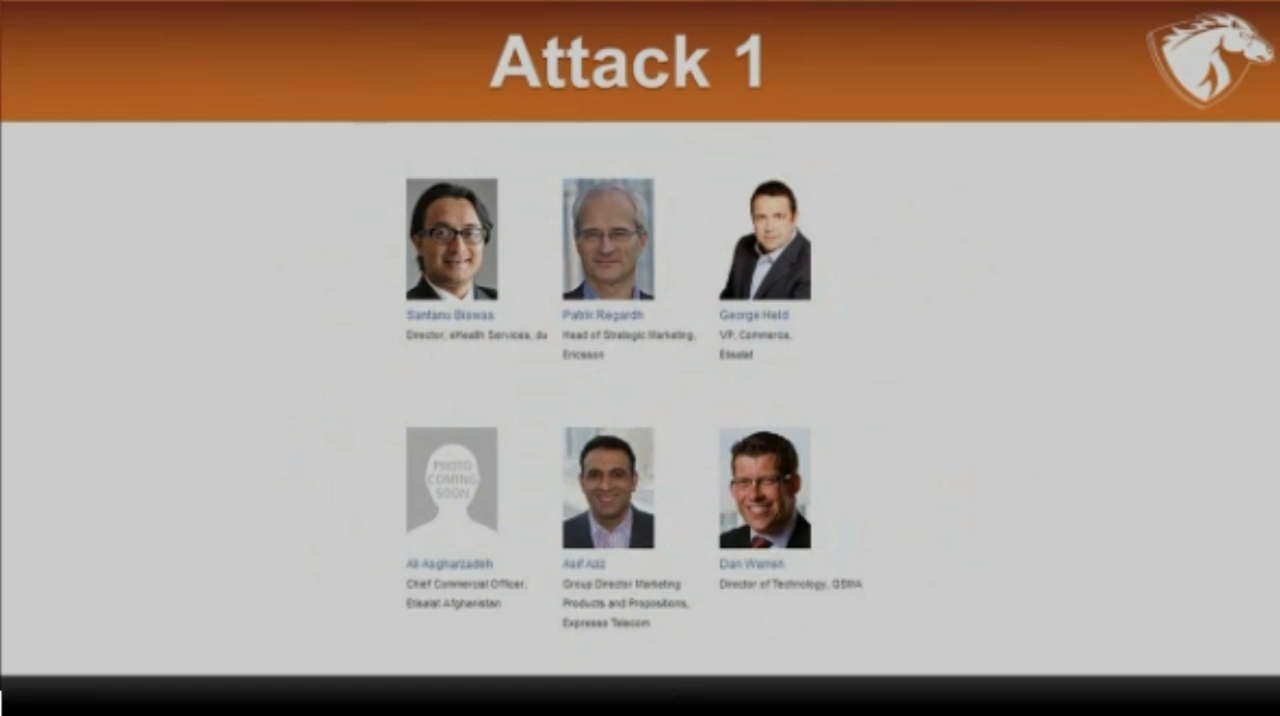 Attack 1
Santanu Biswas
Patrik Regardh
George Held
Director, eHealth Services, du
Head of Strategic Marketing,
VP, Commerce,
Ericsson
Etisalat
PHOTO
COMING
SOON
Ali Asgharzadeh
Asif Aziz
Dan Warren
Chief Commercial Officer,
Group Director Marketing
Director of Technology, GSMA
Etisalat Afghanistan
Products and Propositions,
Expresso Telecom